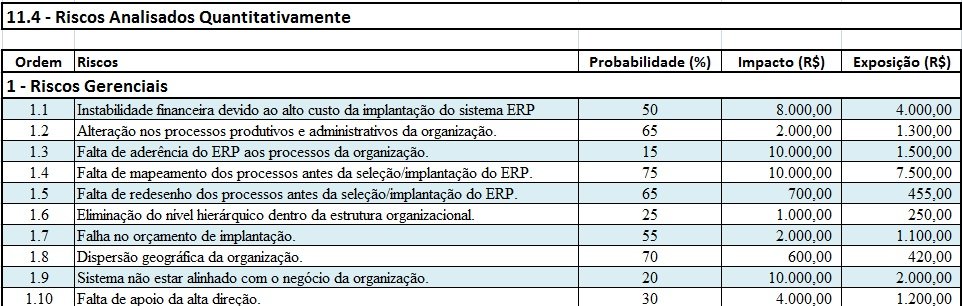 11.4 - Riscos Analisados Quantitativamente
Ordem Riscos Probabilidade (%) Impacto (R$) Exposição (R$)
1 - Riscos Gerenciais
1.1 Instabilidade financeira devido ao alto custo da implantação do sistema ERP 50 8.000,00 4.000,00
1.2 Alteração nos processos produtivos e administrativos da organização. 65 2.000,00 1.300,00
1.3 Falta de aderência do ERP aos processos da organização. 15 10.000,00 1.500,00
1.4 Falta de mapeamento dos processos antes da seleção/implantação do ERP. 75 10.000,00 7.500,00
1.5 Falta de redesenho dos processos antes da seleção/implantação do ERP. 65 700,00 455,00
1.6 Eliminação do nível hierárquico dentro da estrutura organizacional. 25 1.000,00 250,00
1.7 Falha no orçamento de implantação. 55 2.000,00 1.100,00
1.8 Dispersão geográfica da organização. 70 600,00 420,00
1.9 Sistema não estar alinhado com o negócio da organização. 20 10.000,00 2.000,00
1.10 Falta de apoio da alta direção. 30 4.000,00 1.200,00